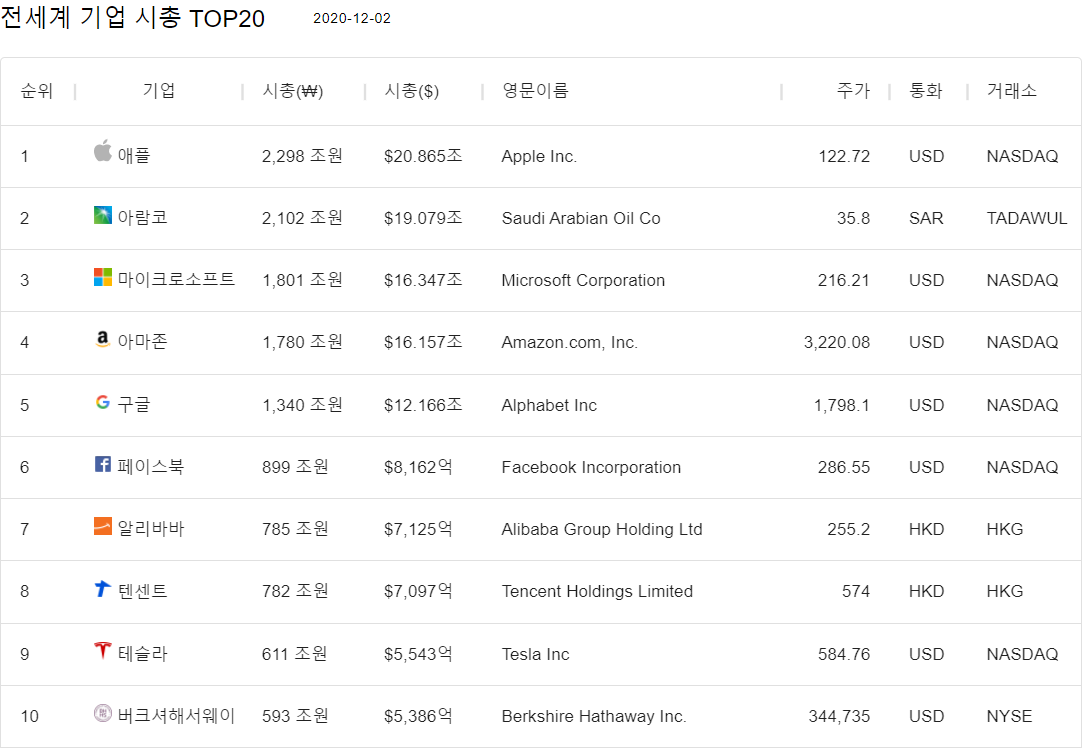 전세계 기업 시총 TOP20 2020-12-02
순위 기업 시총(₩) 시총($) 영문이름 주가 통화 거래소
1 애플 2,298 조원 $20.865조 Apple Inc. 122.72 USD NASDAQ
2 아람코 2,102 조원 $19.079조 Saudi Arabian Oil Co 35.8 SAR TADAWUL
3 마이크로소프트 1,801 조원 $16.347조 Microsoft Corporation 216.21 USD NASDAQ
4 아마존 1,780 조원 $16.157조 Amazon.com, Inc. 3,220.08 USD NASDAQ
5 구글 1,340 조원 $12.166조 Alphabet Inc 1,798.1 USD NASDAQ
6 페이스북 899 조원 $8,162억 Facebook Incorporation 286.55 USD NASDAQ
7 알리바바 785 조원 $7,125억 Alibaba Group Holding Ltd 255.2 HKD HKG
8 텐센트 782 조원 $7,097억 Tencent Holdings Limited 574 HKD HKG
9 테슬라 611 조원 $5,543억 Tesla Inc 584.76 USD NASDAQ
10 버크셔해서웨이 593 조원 $5,386억 Berkshire Hathaway Inc. 344,735 USD NYSE